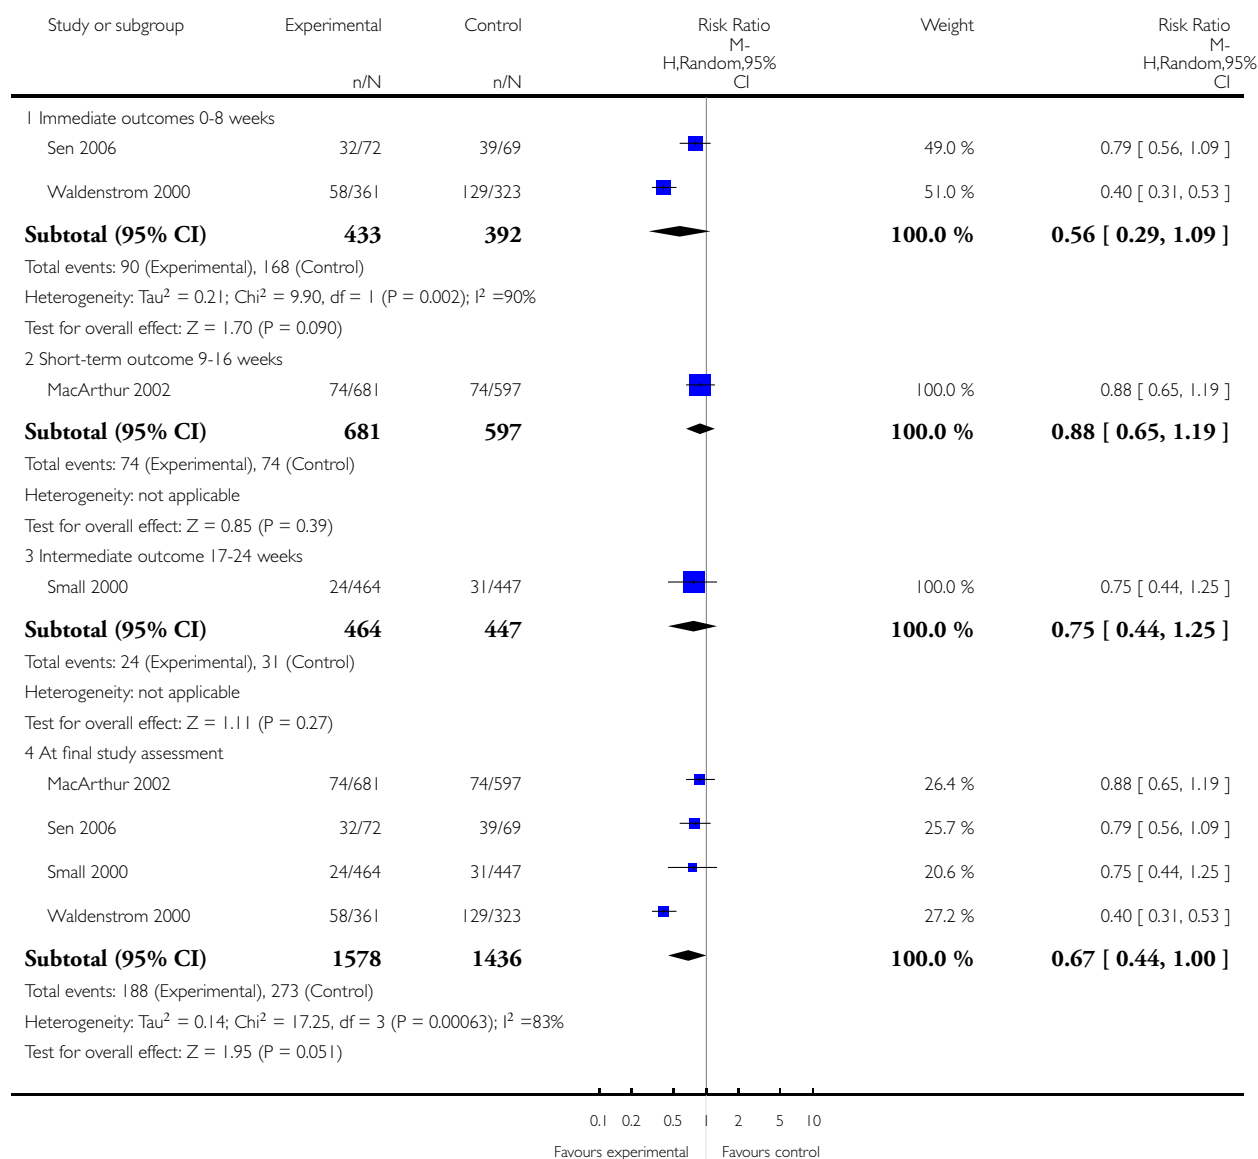 Study or subgroup Experimental Control Risk Ratio Weight Risk Ratio
M- M-
H,Random,95% H,Random,95%
n/N n/N CI CI
1 Immediate outcomes 0-8 weeks
Sen 2006 32/72 39/69 49.0 % 0.79 [ 0.56, 1.09 ]
Waldenstrom 2000 58/361 129/323 51.0 % 0.40 [ 0.31, 0.53 ]
Subtotal (95% CI) 433 392 100.0 % 0.56 [ 0.29, 1.09 ]
Total events: 90 (Experimental), 168 (Control)
Heterogeneity: Tau² = 0.21; Chi² = 9.90, df = 1 (P = 0.002); I² =90%
Test for overall effect: Z = 1.70 (P = 0.090)
2 Short-term outcome 9-16 weeks
MacArthur 2002 74/681 74/597 100.0 % 0.88 [ 0.65, 1.19 ]
Subtotal (95% CI) 681 597 100.0 % 0.88 [ 0.65, 1.19 ]
Total events: 74 (Experimental), 74 (Control)
Heterogeneity: not applicable
Test for overall effect: Z = 0.85 (P = 0.39)
3 Intermediate outcome 17-24 weeks
Small 2000 24/464 31/447 100.0 % 0.75 [ 0.44, 1.25 ]
Subtotal (95% CI) 464 447 100.0 % 0.75 [ 0.44, 1.25 ]
Total events: 24 (Experimental), 31 (Control)
Heterogeneity: not applicable
Test for overall effect: Z = 1.11 (P = 0.27)
4 At final study assessment
MacArthur 2002 74/681 74/597 26.4 % 0.88 [ 0.65, 1.19 ]
Sen 2006 32/72 39/69 25.7 % 0.79 [ 0.56, 1.09 ]
Small 2000 24/464 31/447 20.6 % 0.75 [ 0.44, 1.25 ]
Waldenstrom 2000 58/361 129/323 27.2 % 0.40 [ 0.31, 0.53 ]
Subtotal (95% CI) 1578 1436 100.0 % 0.67 [ 0.44, 1.00 ]
Total events: 188 (Experimental), 273 (Control)
Heterogeneity: Tau² = 0.14; Chi² = 17.25, df = 3 (P = 0.00063); I² =83%
Test for overall effect: Z = 1.95 (P = 0.051)
0.1 0.2 0.5 1 2 5 10
Favours experimental Favours control